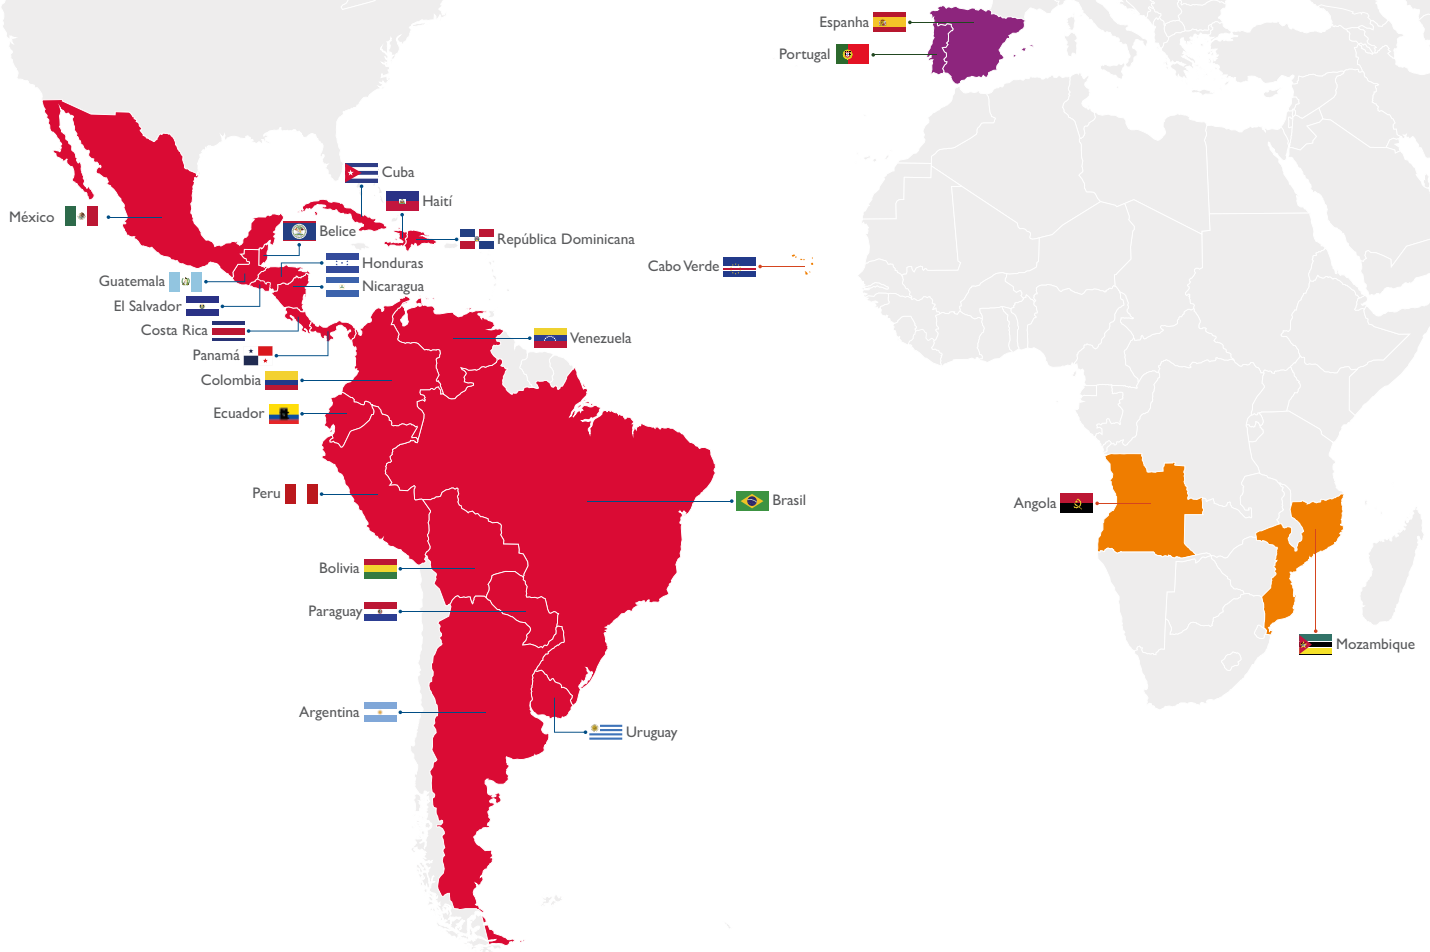 Espanha
Portugal
Cuba
Haití
México
Belice
República Dominicana
Honduras
Cabo Verde
Guatemala
Nicaragua
El Salvador
Costa Rica
Venezuela
Panamá
Colombia
Ecuador
Peru
Brasil
Angola
Bolivia
Paraguay
Mozambique
Argentina
Uruguay